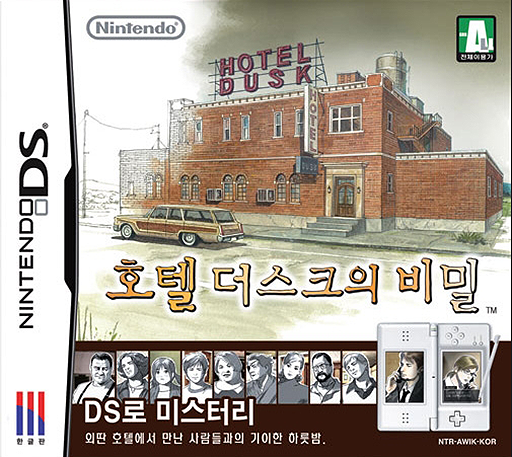 Nintendo
A
전체이용가
HOTEL
DUSK
HOTEL
NINTENDO DS
호텔 더스크의 비밀
TM
DS로 미스터리
외딴 호텔에서 만난 사람들과의 기이한 하룻밤.
한글판
NTR-AWIK-KOR